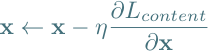 𝐱 ← 𝐱 − η ∂L_content / ∂𝐱